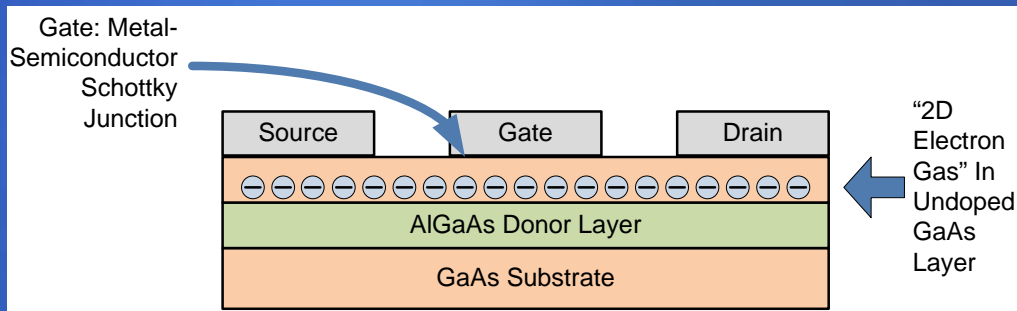 Gate: Metal-
Semiconductor
Schottky
Junction
Source
Gate
Drain
“2D
Electron
Gas” In
Undoped
GaAs
Layer
AlGaAs Donor Layer
GaAs Substrate